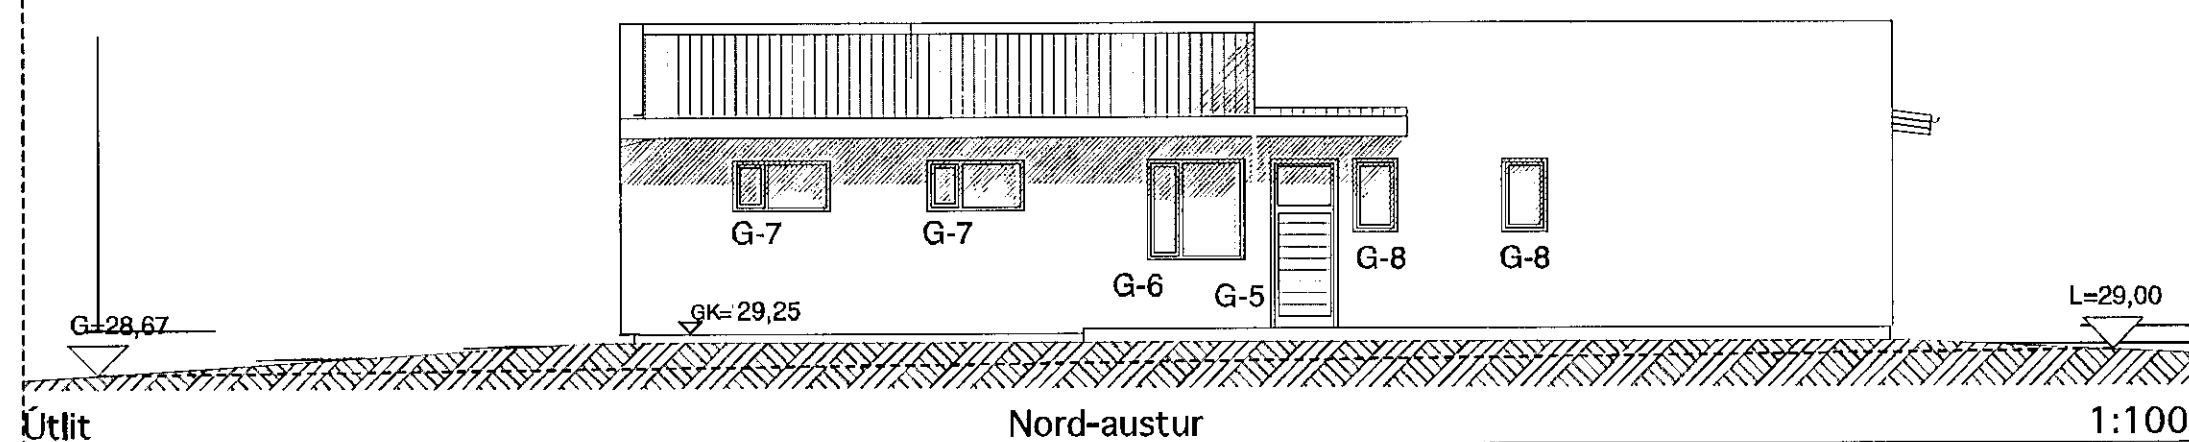 G-7
G-7
G-6
G-5
G-8
G-8
G=28,67
GK= 29,25
L=29,00
Útlit
Nord-austur
1:100